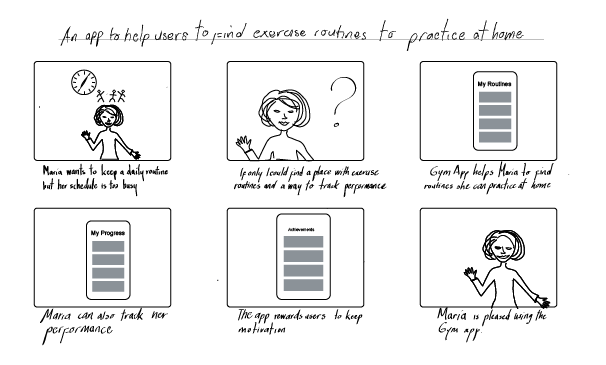 An app to help users to find exercise routines to practice at home
Maria wants to keep a daily routine
but her schedule is too busy
If only I could find a place with exercise
routines and a way to track performance
?
My Routines
Gym App helps Maria to find
routines she can practice at home
My Progress
Maria can also track her
performance
Achievements
The app rewards users to keep
motivation
Maria is pleased using the
Gym app.